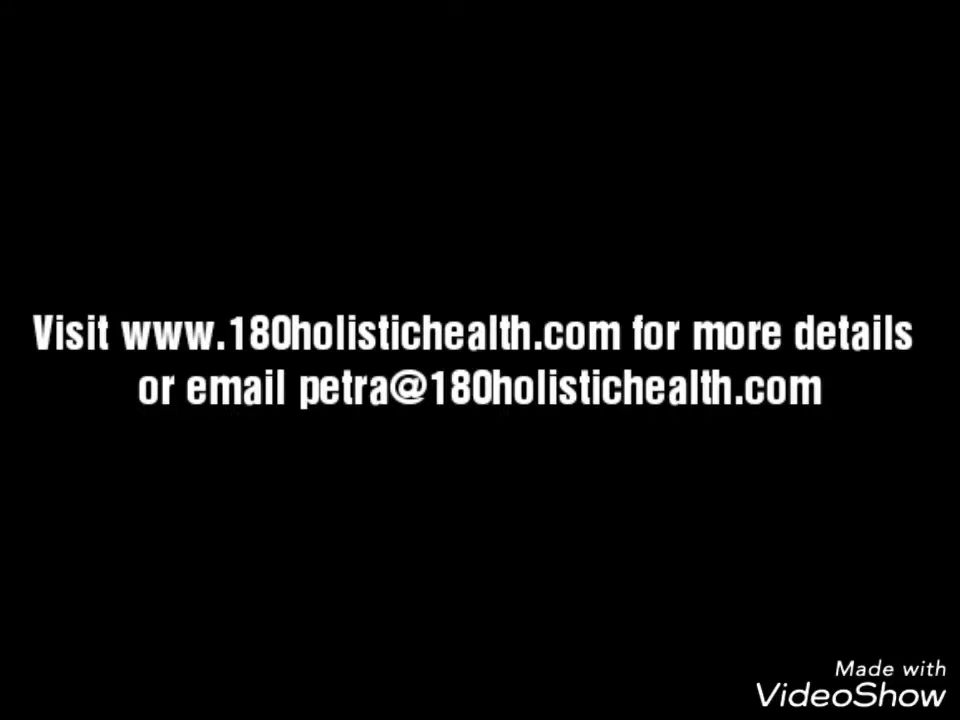 Visit www.180holistichealth.com for more details
or email petra@180holistichealth.com
Made with
VideoShow